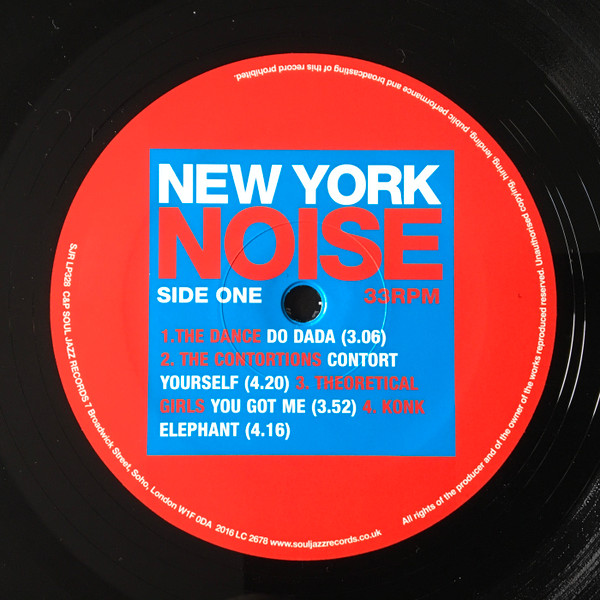 NEW YORK
NOISE
SIDE ONE 33RPM
1.THE DANCE DO DADA (3.06)
2. THE CONTORTIONS CONTORT
YOURSELF (4.20) 3. THEORETICAL
GIRLS YOU GOT ME (3.52) 4. KONK
ELEPHANT (4.16)
SJR LP328 C&P SOUL JAZZ RECORDS 7 Broadwick Street, Soho, London W1F 0DA 2016 LC 2678 www.souljazzrecords.co.uk
All rights of the producer and of the owner of the works reproduced reserved. Unauthorised copying, hiring, lending, public performance and broadcasting of this record prohibited.